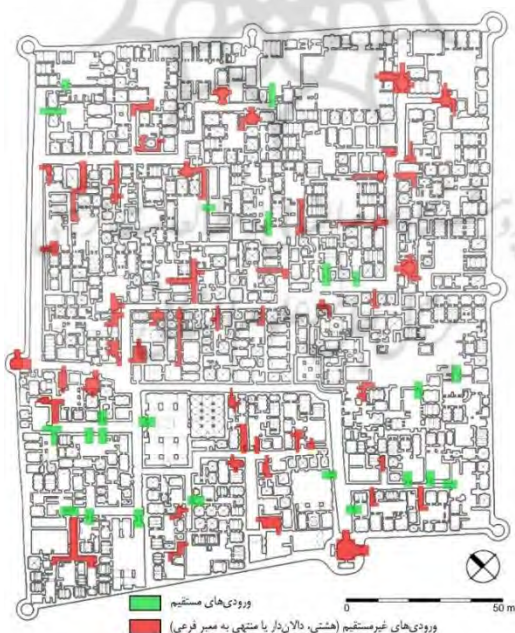 0 50 m
ورودی‌های مستقیم
ورودی‌های غیرمستقیم (هشتی، دالان‌دار یا منتهی به معبر فرعی)